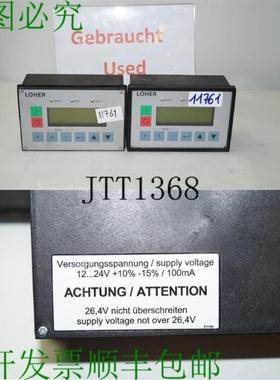 图必究
Gebraucht
Used
LOHER
LOHER
11761
11761
JTT1368
Versorgungsspannung / supply voltage
12...24V +10% -15% / 100mA
ACHTUNG / ATTENTION
26,4V nicht überschreiten
supply voltage not over 26,4V
开发票顺丰包邮